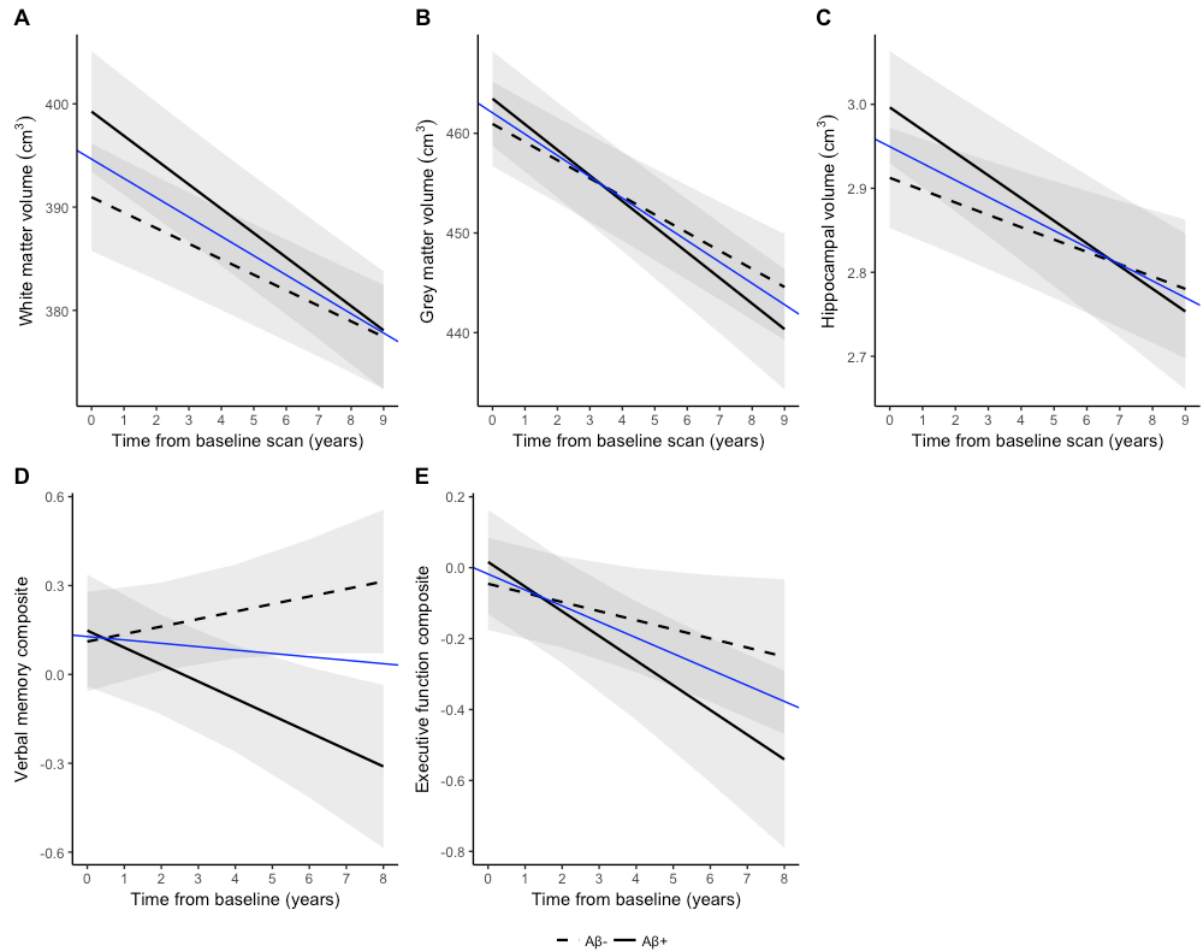 A
White matter volume (cm³)
400
390
380
0 1 2 3 4 5 6 7 8 9
Time from baseline scan (years)
B
Grey matter volume (cm³)
460
450
440
0 1 2 3 4 5 6 7 8 9
Time from baseline scan (years)
C
Hippocampal volume (cm³)
3.0
2.9
2.8
2.7
0 1 2 3 4 5 6 7 8 9
Time from baseline scan (years)
D
Verbal memory composite
0.6
0.3
0.0
-0.3
-0.6
0 1 2 3 4 5 6 7 8
Time from baseline (years)
E
Executive function composite
0.2
0.0
-0.2
-0.4
-0.6
-0.8
0 1 2 3 4 5 6 7 8
Time from baseline (years)
Aβ- Aβ+